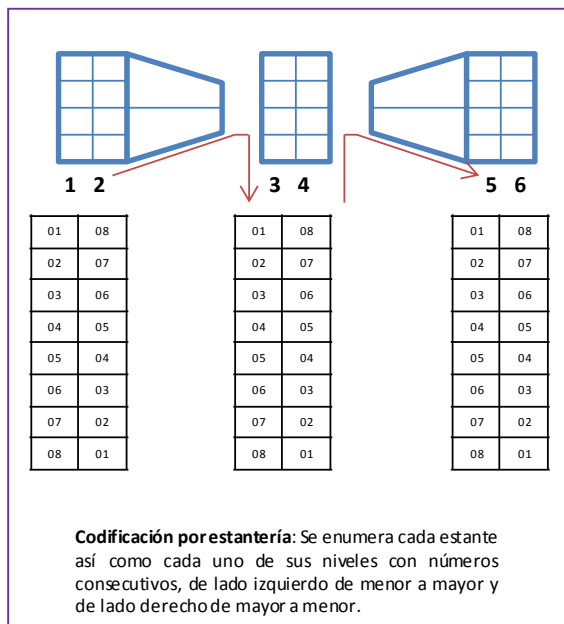 1 2 3 4 5 6
01 08 01 08 01 08
02 07 02 07 02 07
03 06 03 06 03 06
04 05 04 05 04 05
05 04 05 04 05 04
06 03 06 03 06 03
07 02 07 02 07 02
08 01 08 01 08 01
Codificación por estantería: Se enumera cada estante
así como cada uno de sus niveles con números
consecutivos, de lado izquierdo de menor a mayor y
de lado derecho de mayor a menor.